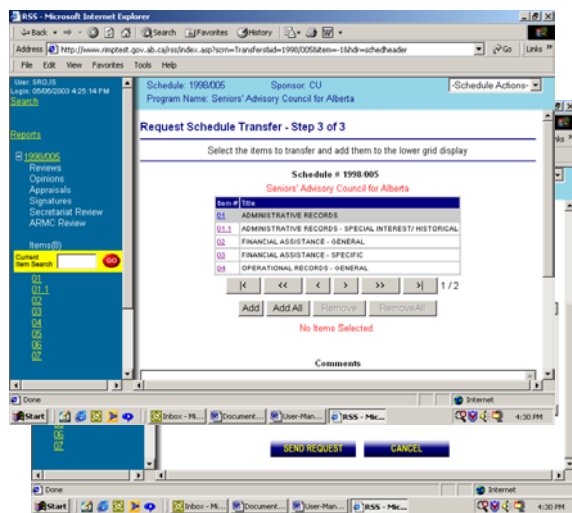 RSS - Microsoft Internet Explorer
Back Search Favorites History
Address http://www.rimptest.gov.ab.ca/rss/index.asp?scrn=Transferstid=1998/005&item=-1&hdr=schedheader Go Links »
File Edit View Favorites Tools Help
User: SRO,IS
Login: 05/06/2003 4:25:14 PM
Search
Reports
1998/005
Reviews
Opinions
Appraisals
Signatures
Secretariat Review
ARMC Review
Items(8)
Current Item Search GO
01
01.1
02
03
04
05
06
07
Schedule: 1998/005 Sponsor: CU -Schedule Actions-
Program Name: Seniors' Advisory Council for Alberta
Request Schedule Transfer - Step 3 of 3
Select the items to transfer and add them to the lower grid display
Schedule # 1998/005
Seniors' Advisory Council for Alberta
Item # Title
01 ADMINISTRATIVE RECORDS
01.1 ADMINISTRATIVE RECORDS - SPECIAL INTEREST/ HISTORICAL
02 FINANCIAL ASSISTANCE - GENERAL
03 FINANCIAL ASSISTANCE - SPECIFIC
04 OPERATIONAL RECORDS - GENERAL
|< << < > >> >| 1 / 2
Add Add All Remove RemoveAll
No Items Selected.
Comments
Done Internet
Start Inbox - Mi... Document... User-Man... RSS - Mic... 4:30 PM
06
07
SEND REQUEST CANCEL
Done Internet
Start Inbox - Mi... Document... User-Man... RSS - Mic... 4:30 PM